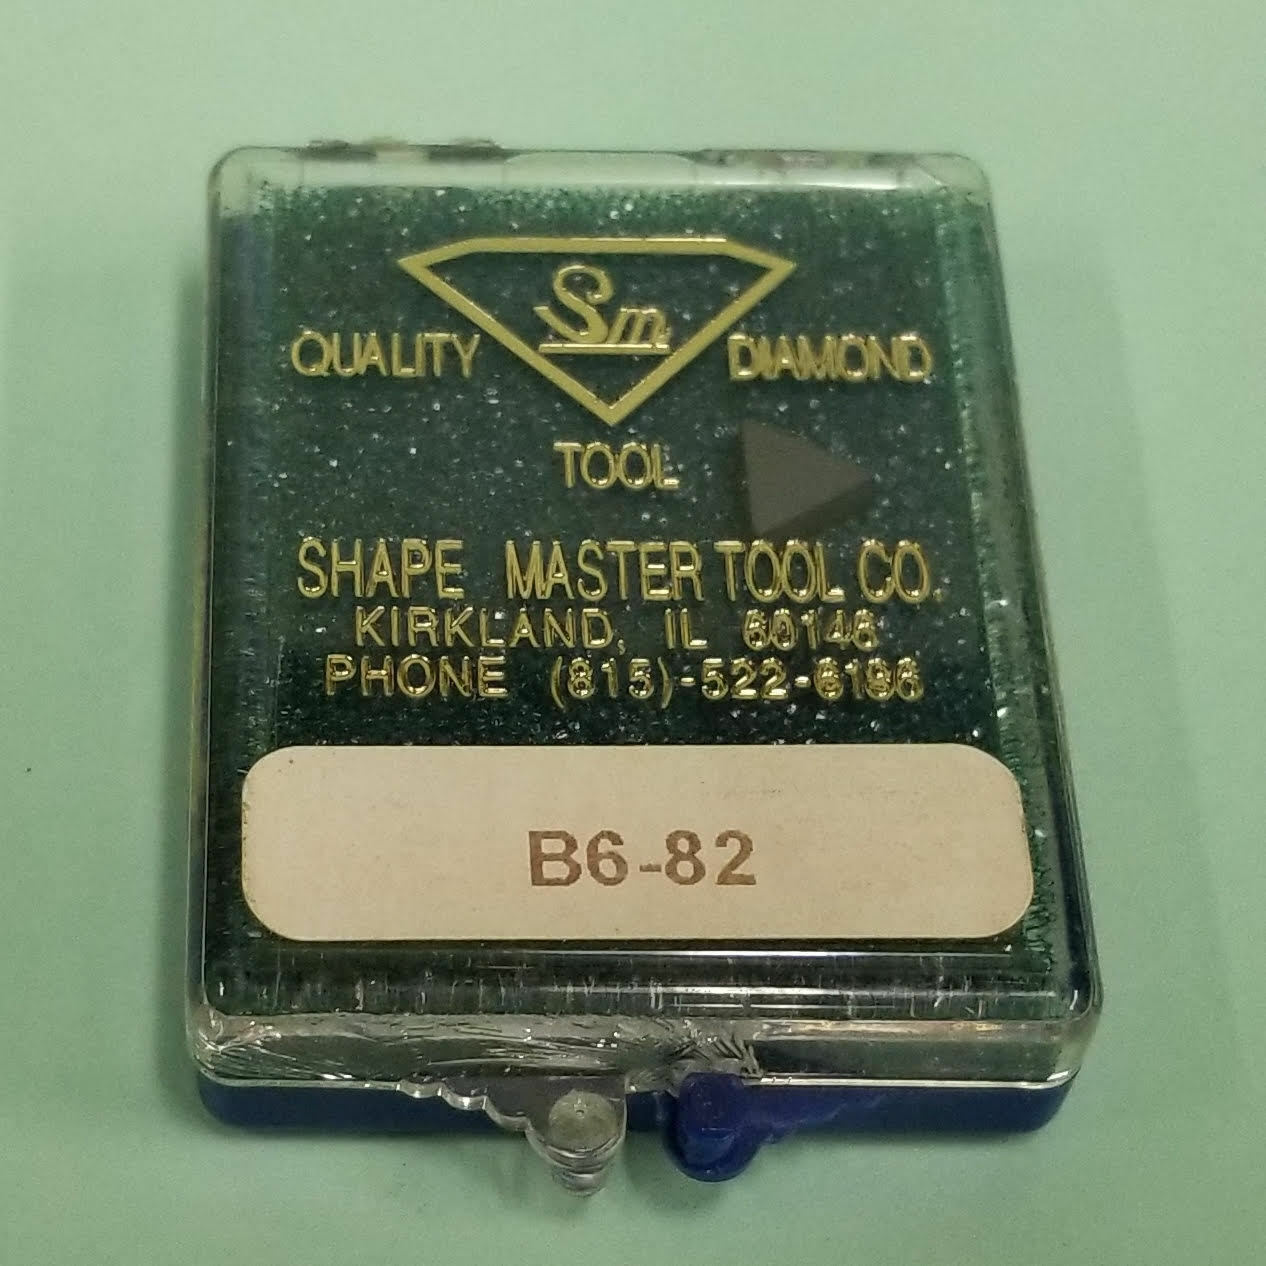 Sm
QUALITY DIAMOND
TOOL
SHAPE MASTER TOOL CO.
KIRKLAND, IL 60146
PHONE (815)-522-6186
B6-82